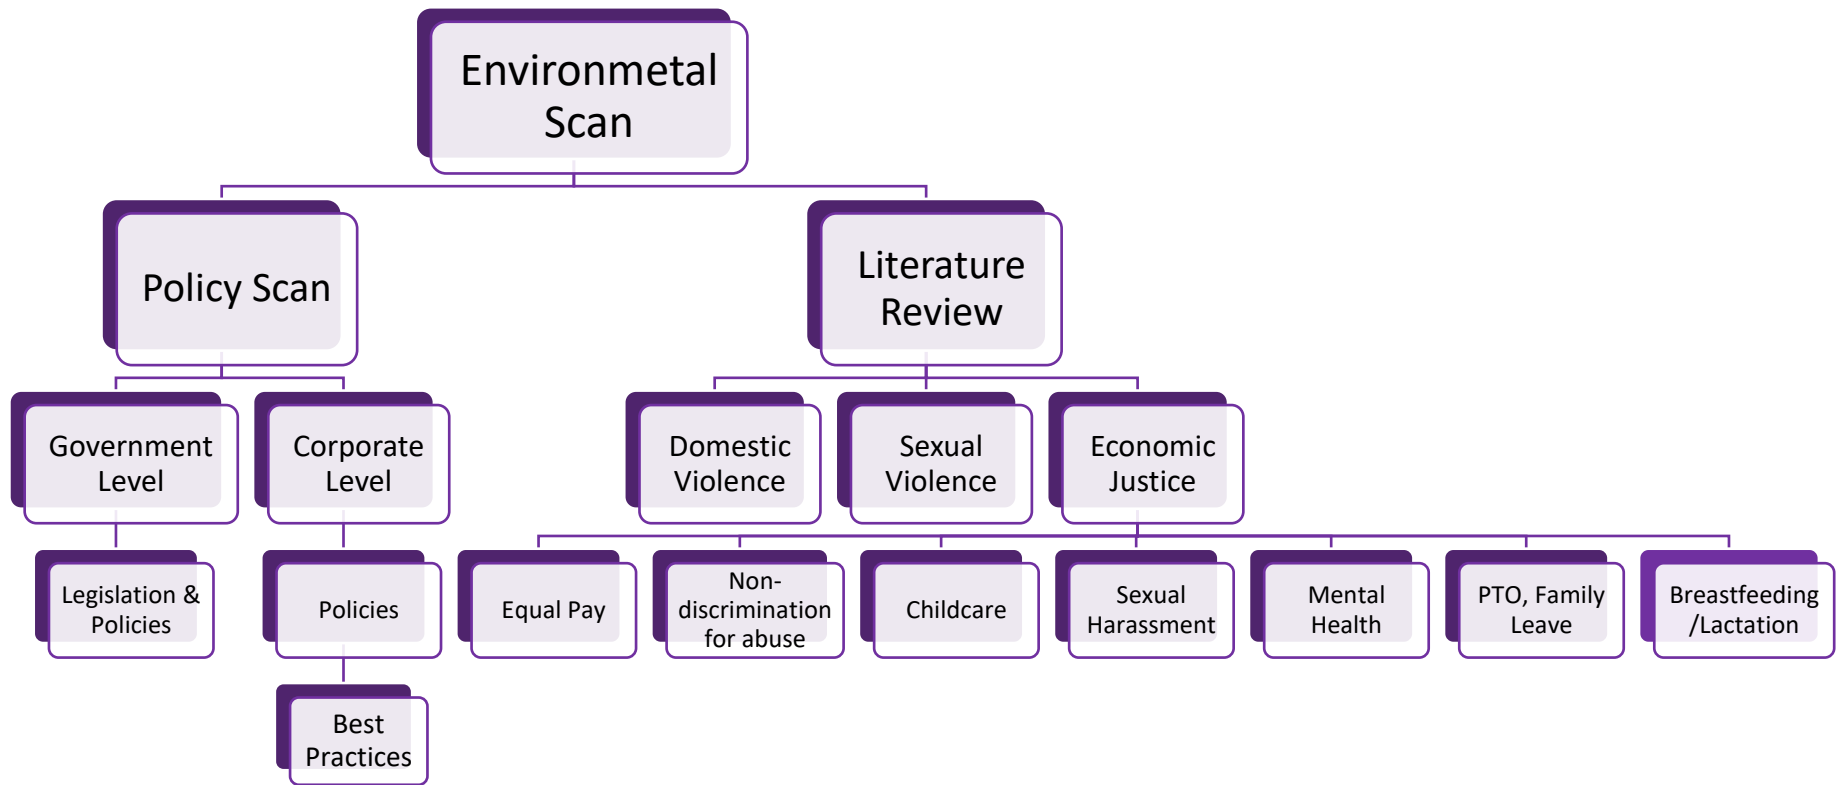 Environmetal
Scan
Policy Scan
Literature
Review
Government
Level
Corporate
Level
Domestic
Violence
Sexual
Violence
Economic
Justice
Legislation &
Policies
Policies
Equal Pay
Non-
discrimination
for abuse
Childcare
Sexual
Harassment
Mental
Health
PTO, Family
Leave
Breastfeeding
/Lactation
Best
Practices